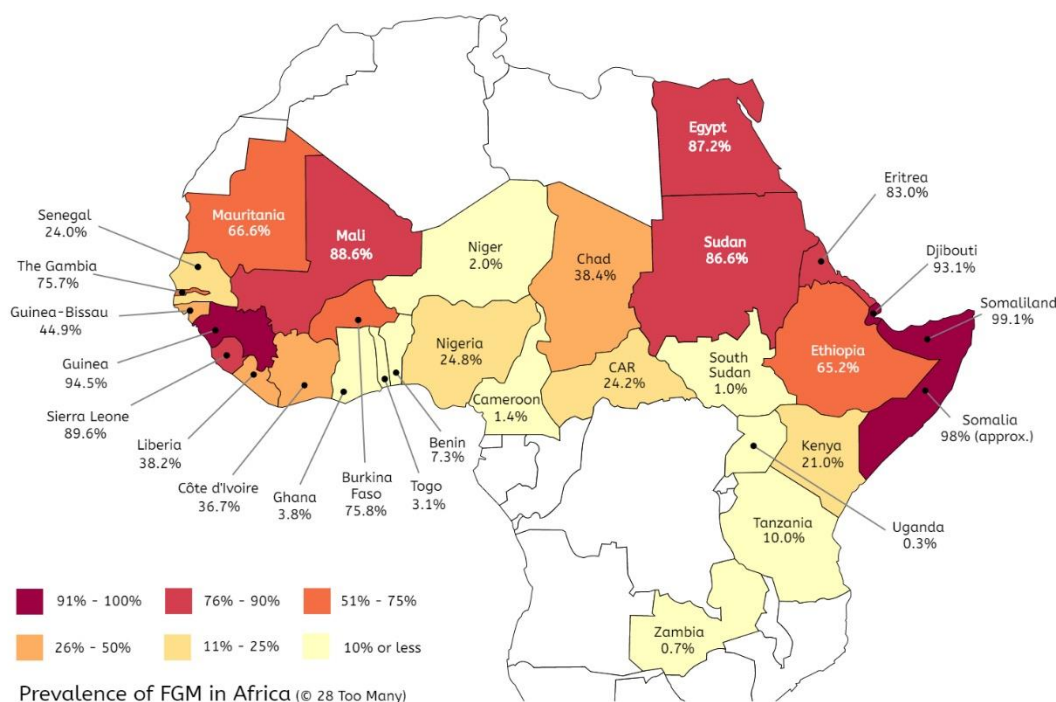 Egypt
87.2%
Eritrea
83.0%
Senegal
24.0%
Mauritania
66.6%
Mali
88.6%
Niger
2.0%
Chad
38.4%
Sudan
86.6%
Djibouti
93.1%
The Gambia
75.7%
Somaliland
99.1%
Guinea-Bissau
44.9%
Guinea
94.5%
Nigeria
24.8%
CAR
24.2%
South
Sudan
1.0%
Ethiopia
65.2%
Sierra Leone
89.6%
Cameroon
1.4%
Somalia
98% (approx.)
Liberia
38.2%
Benin
7.3%
Kenya
21.0%
Côte d'Ivoire
36.7%
Ghana
3.8%
Burkina
Faso
75.8%
Togo
3.1%
Tanzania
10.0%
Uganda
0.3%
Zambia
0.7%
91% - 100%
76% - 90%
51% - 75%
26% - 50%
11% - 25%
10% or less
Prevalence of FGM in Africa (© 28 Too Many)